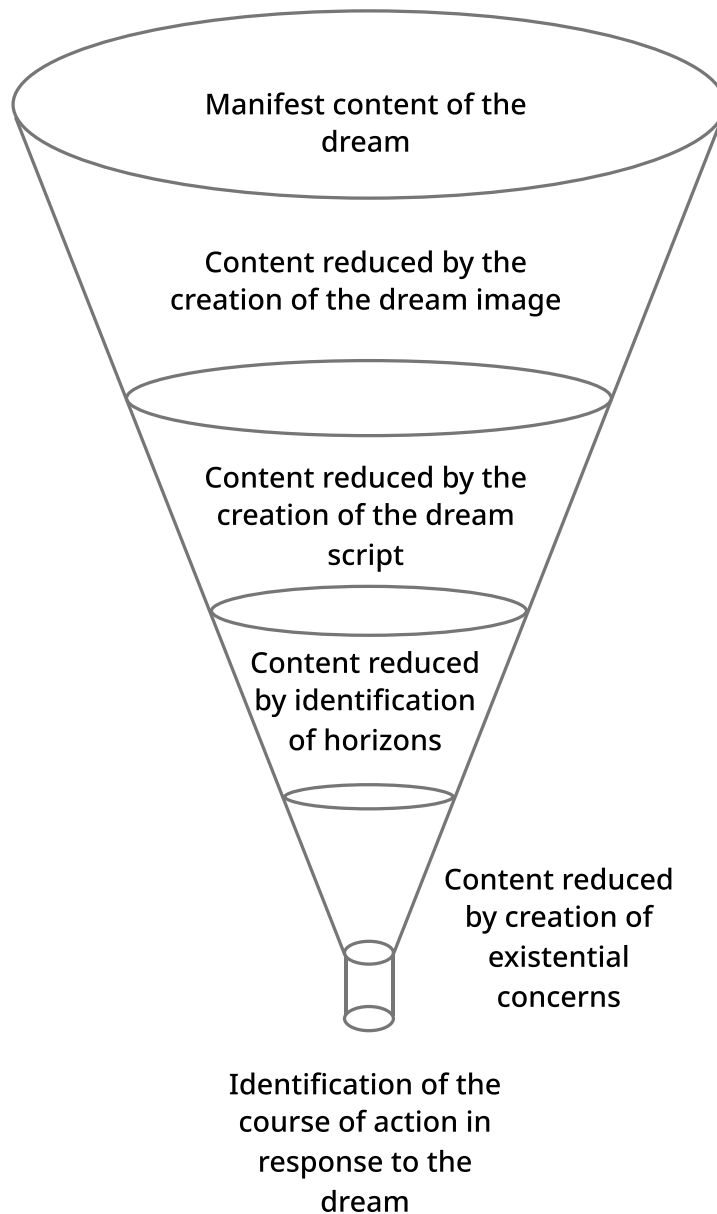 Manifest content of the
dream
Content reduced by the
creation of the dream image
Content reduced by the
creation of the dream
script
Content reduced
by identification
of horizons
Content reduced
by creation of
existential
concerns
Identification of the
course of action in
response to the
dream